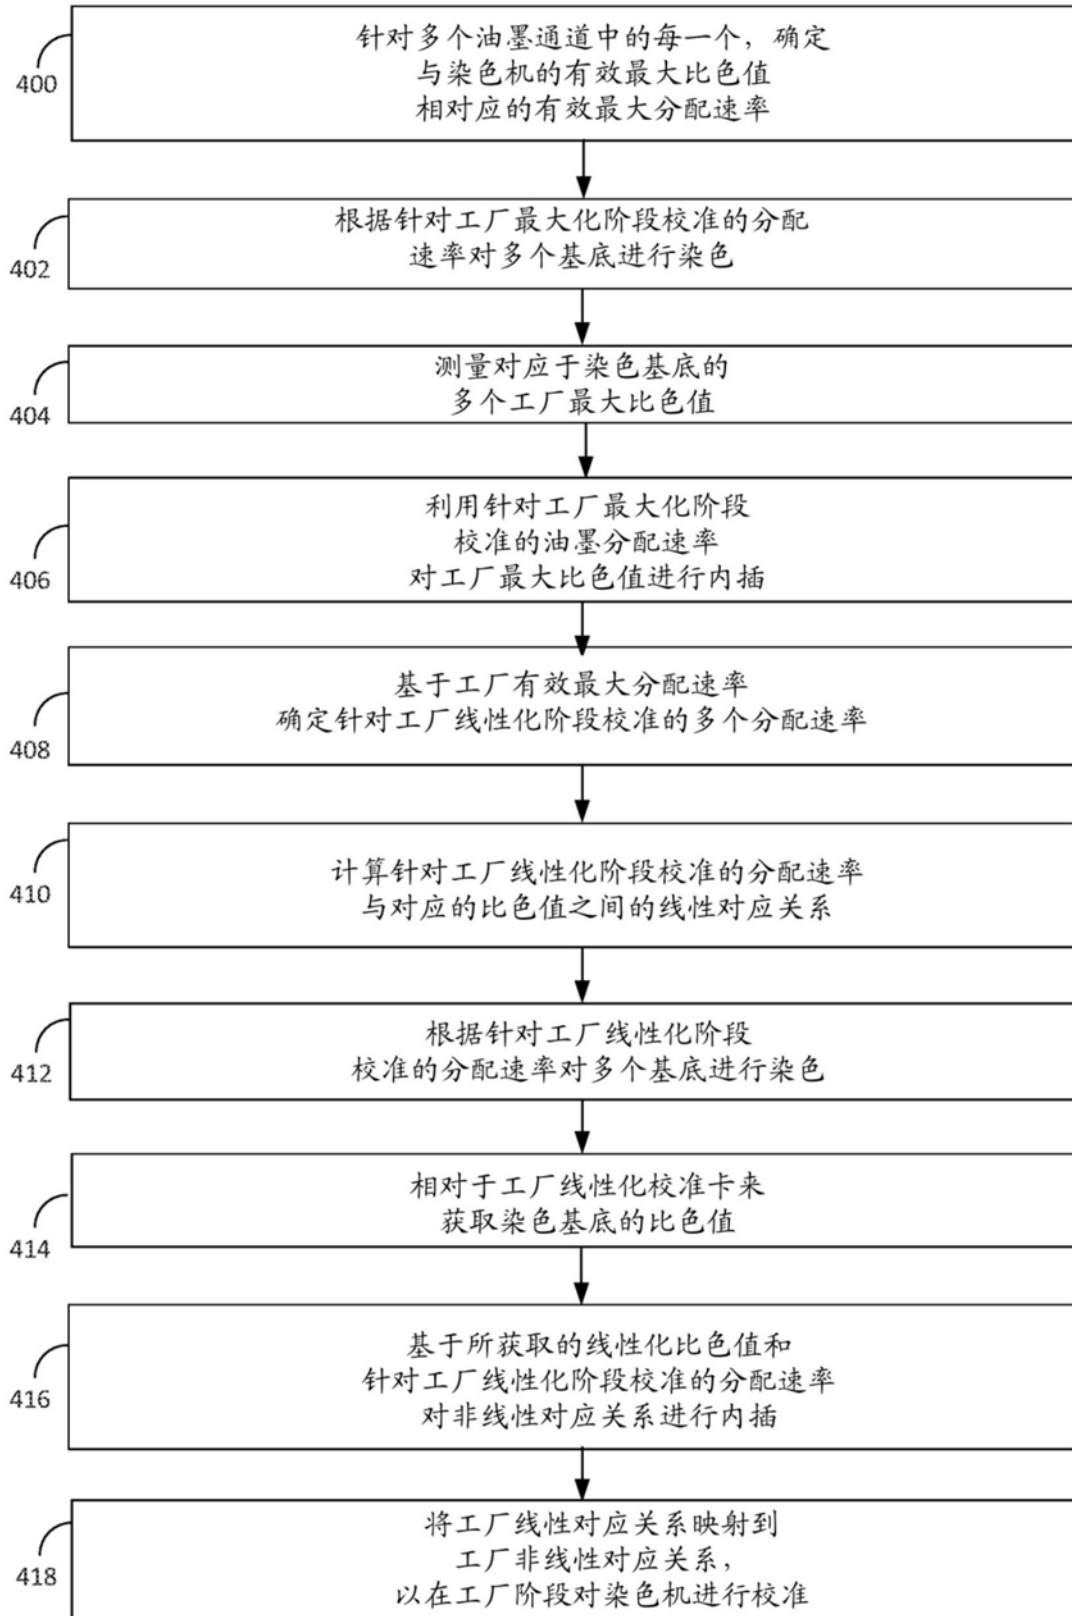 针对多个油墨通道中的每一个，确定
与染色机的有效最大比色值
相对应的有效最大分配速率
400
根据针对工厂最大化阶段校准的分配
速率对多个基底进行染色
402
测量对应于染色基底的
多个工厂最大比色值
404
利用针对工厂最大化阶段
校准的油墨分配速率
对工厂最大比色值进行内插
406
基于工厂有效最大分配速率
确定针对工厂线性化阶段校准的多个分配速率
408
计算针对工厂线性化阶段校准的分配速率
与对应的比色值之间的线性对应关系
410
根据针对工厂线性化阶段
校准的分配速率对多个基底进行染色
412
相对于工厂线性化校准卡来
获取染色基底的比色值
414
基于所获取的线性化比色值和
针对工厂线性化阶段校准的分配速率
对非线性对应关系进行内插
416
将工厂线性对应关系映射到
工厂非线性对应关系，
以在工厂阶段对染色机进行校准
418